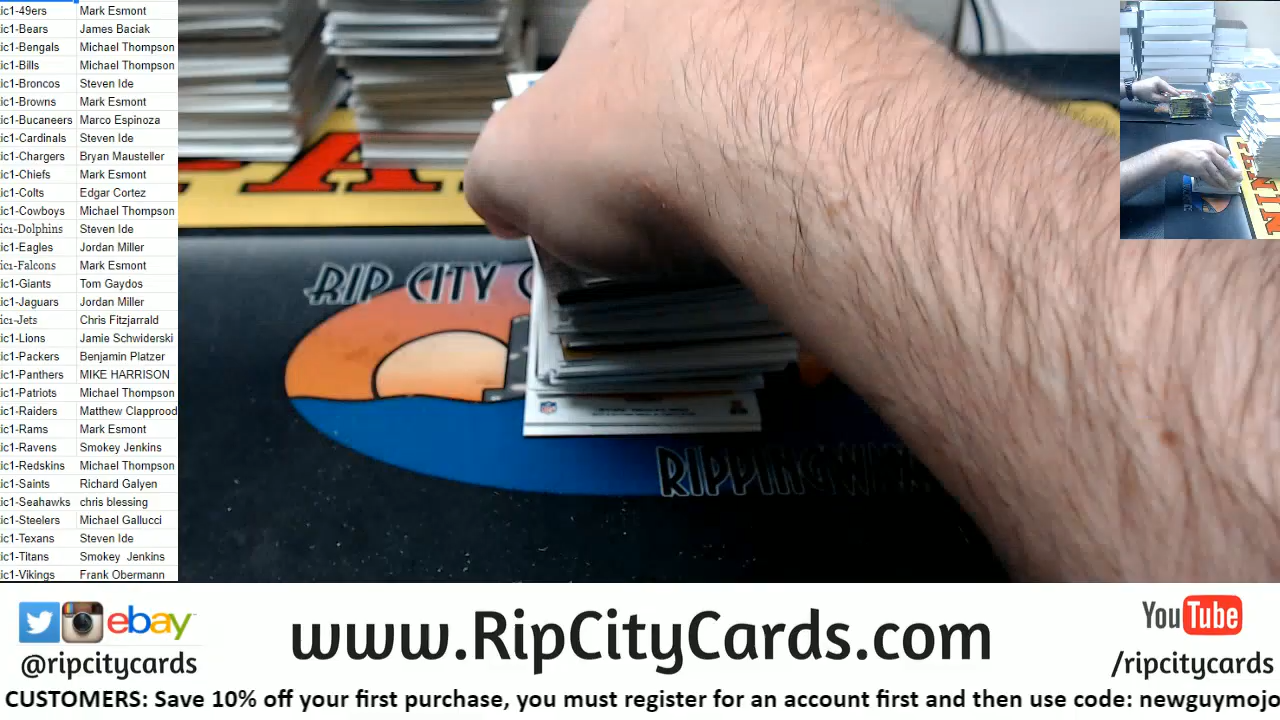 ic1-49ers Mark Esmont
ic1-Bears James Baciak
ic1-Bengals Michael Thompson
ic1-Bills Michael Thompson
ic1-Broncos Steven Ide
ic1-Browns Mark Esmont
ic1-Bucaneers Marco Espinoza
ic1-Cardinals Steven Ide
ic1-Chargers Bryan Mausteller
ic1-Chiefs Mark Esmont
ic1-Colts Edgar Cortez
ic1-Cowboys Michael Thompson
ic1-Dolphins Steven Ide
ic1-Eagles Jordan Miller
ic1-Falcons Mark Esmont
ic1-Giants Tom Gaydos
ic1-Jaguars Jordan Miller
ic1-Jets Chris Fitzjarrald
ic1-Lions Jamie Schwiderski
ic1-Packers Benjamin Platzer
ic1-Panthers MIKE HARRISON
ic1-Patriots Michael Thompson
ic1-Raiders Matthew Clapprood
ic1-Rams Mark Esmont
ic1-Ravens Smokey Jenkins
ic1-Redskins Michael Thompson
ic1-Saints Richard Galyen
ic1-Seahawks chris blessing
ic1-Steelers Michael Gallucci
ic1-Texans Steven Ide
ic1-Titans Smokey Jenkins
ic1-Vikings Frank Obermann
RIP CITY C
RIPPINGWAX
ebay
@ripcitycards
www.RipCityCards.com
YouTube
/ripcitycards
CUSTOMERS: Save 10% off your first purchase, you must register for an account first and then use code: newguymojo